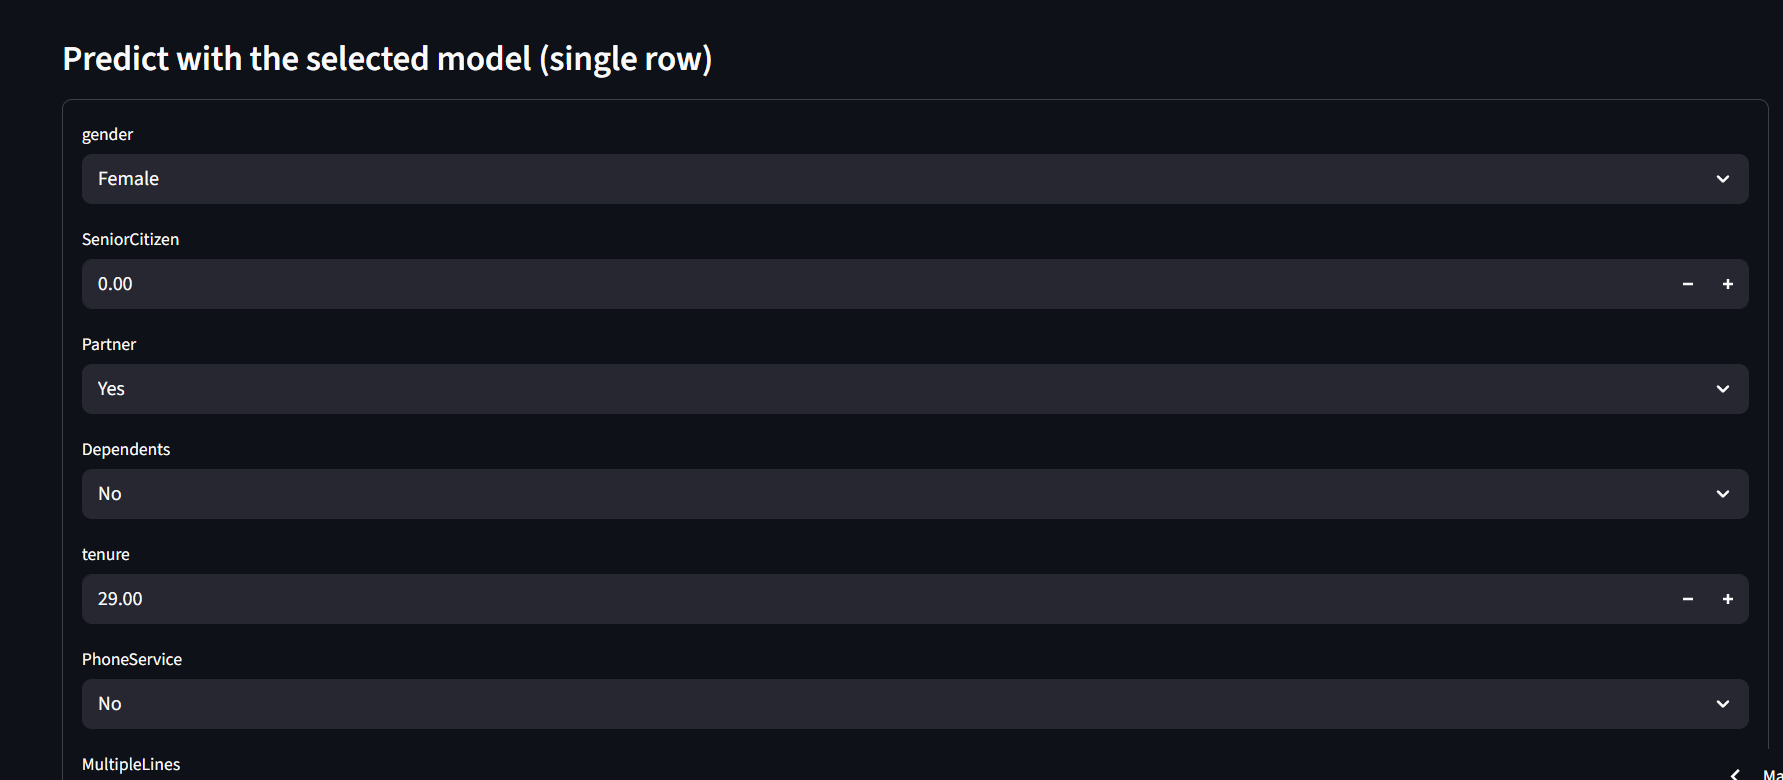 Predict with the selected model (single row)
gender
Female
SeniorCitizen
0.00
Partner
Yes
Dependents
No
tenure
29.00
PhoneService
No
MultipleLines